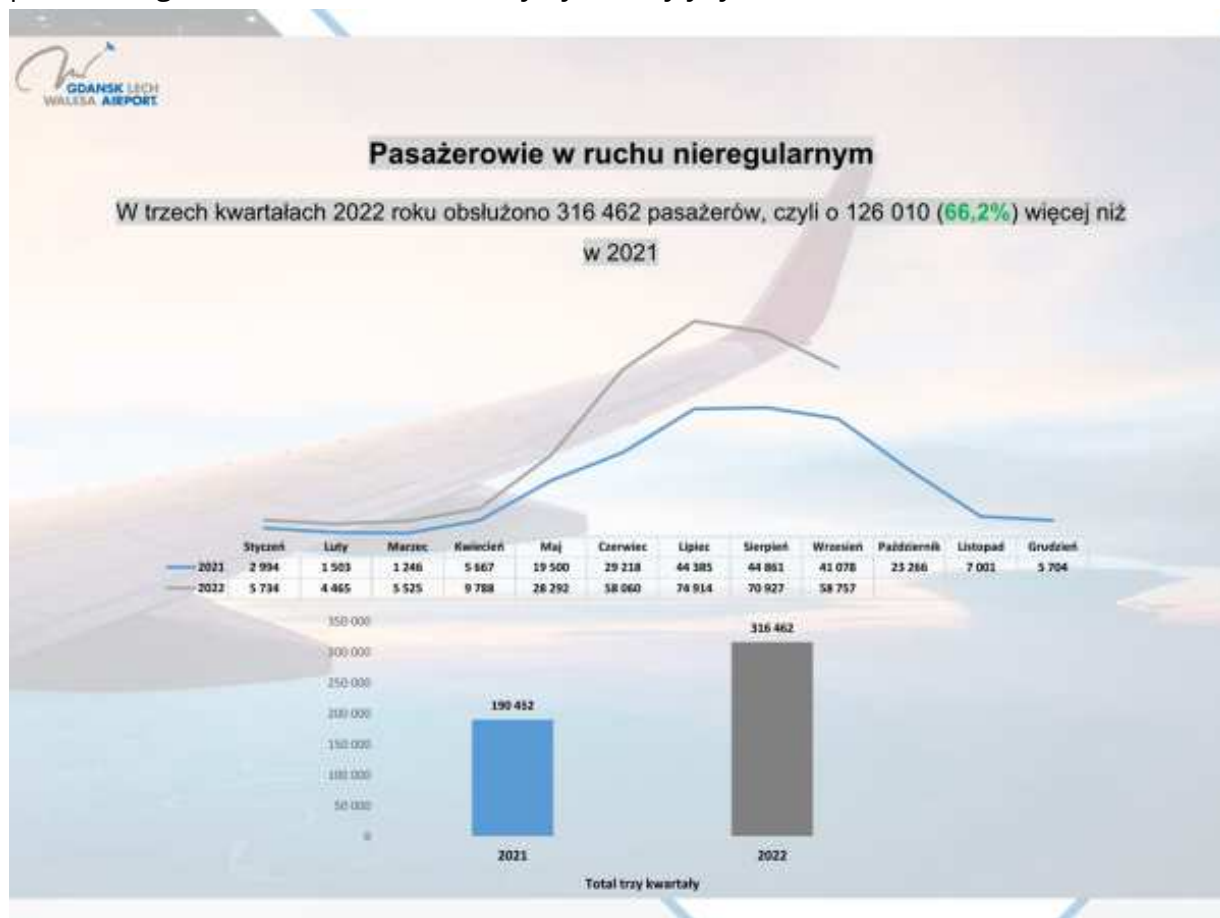 GDANSK LECH
WALESA AIRPORT
Pasażerowie w ruchu nieregularnym
W trzech kwartałach 2022 roku obsłużono 316 462 pasażerów, czyli o 126 010 (66,2%) więcej niż
w 2021
Styczeń Luty Marzec Kwiecień Maj Czerwiec Lipiec Sierpień Wrzesień Październik Listopad Grudzień
2021 2 994 1 503 1 246 5 667 19 500 29 218 44 385 44 861 41 078 23 266 7 001 5 704
2022 5 734 4 465 5 525 9 788 28 292 58 060 74 914 70 927 58 757
350 000
300 000
250 000
200 000
150 000
100 000
50 000
0
190 452
316 462
2021 2022
Total trzy kwartały